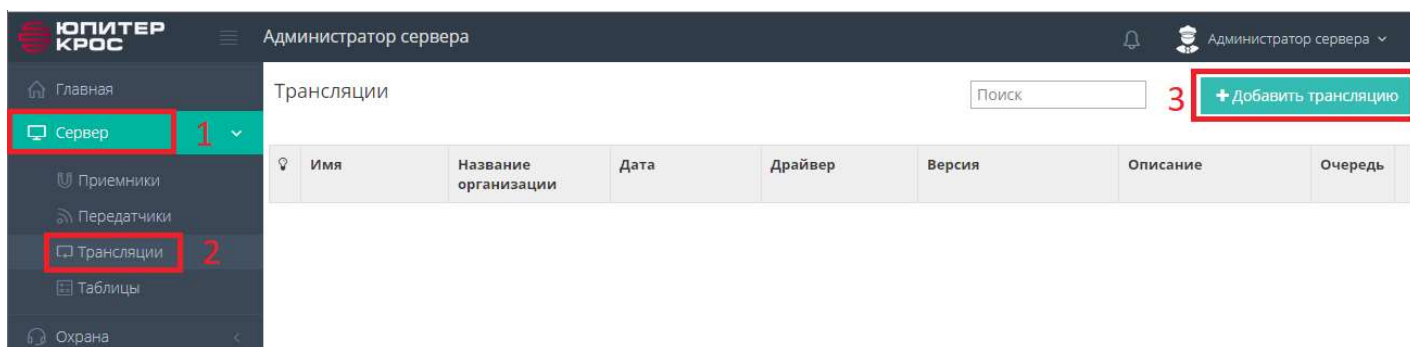 ЮПИТЕР
КРОС
Администратор сервера
Администратор сервера
Главная
Трансляции
Поиск
3
+ Добавить трансляцию
Сервер
1
Имя
Название
организации
Дата
Драйвер
Версия
Описание
Очередь
Приемники
Передатчики
Трансляции
2
Таблицы
Охрана